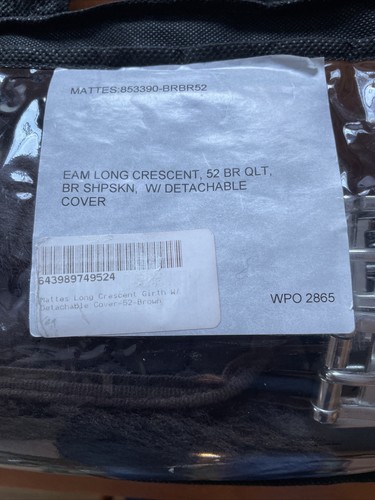 MATTES:853390-BRBR52
EAM LONG CRESCENT, 52 BR QLT,
BR SHPSKN, W/ DETACHABLE
COVER
643989749524
Mattes Long Crescent Girth w/
Detachable Cover-52-Brown
WPO 2865